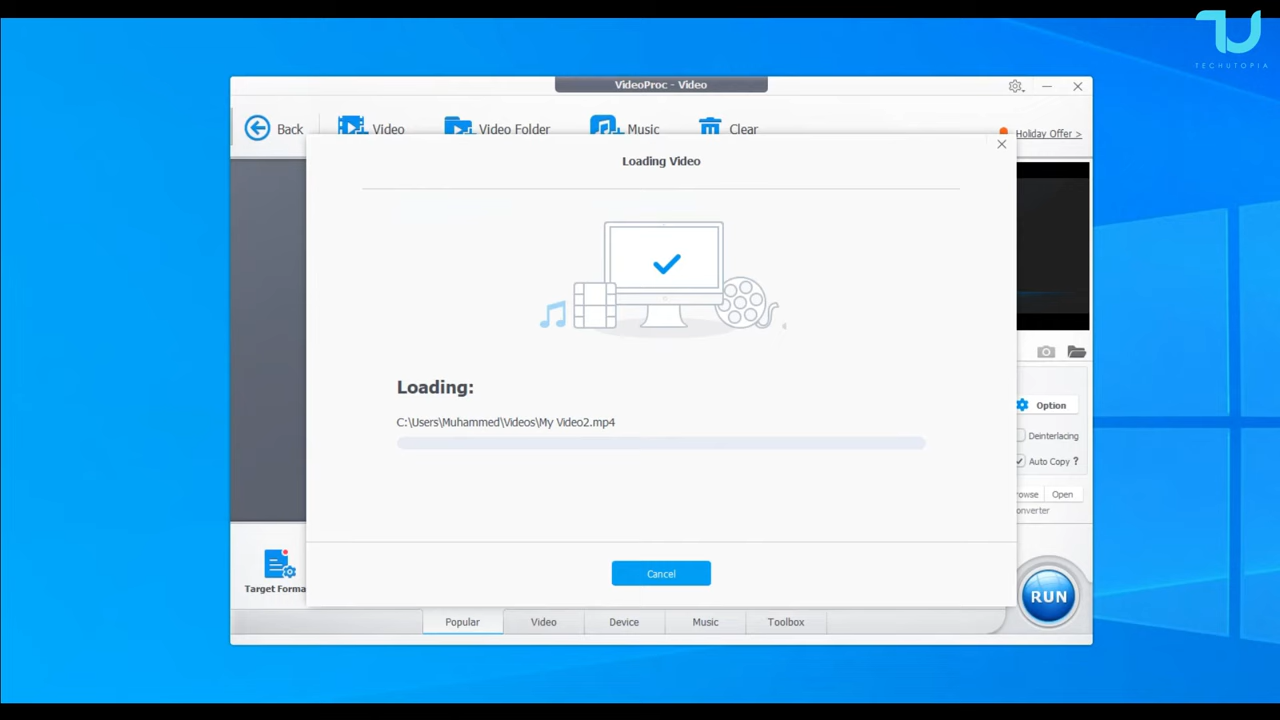 TECHUTOPIA
VideoProc - Video
Back
Video
Video Folder
Music
Clear
Holiday Offer >
Loading Video
Loading:
C:\Users\Muhammed\Videos\My Video2.mp4
Option
Deinterlacing
Auto Copy ?
rowse
Open
onverter
Cancel
Target Forma
RUN
Popular
Video
Device
Music
Toolbox